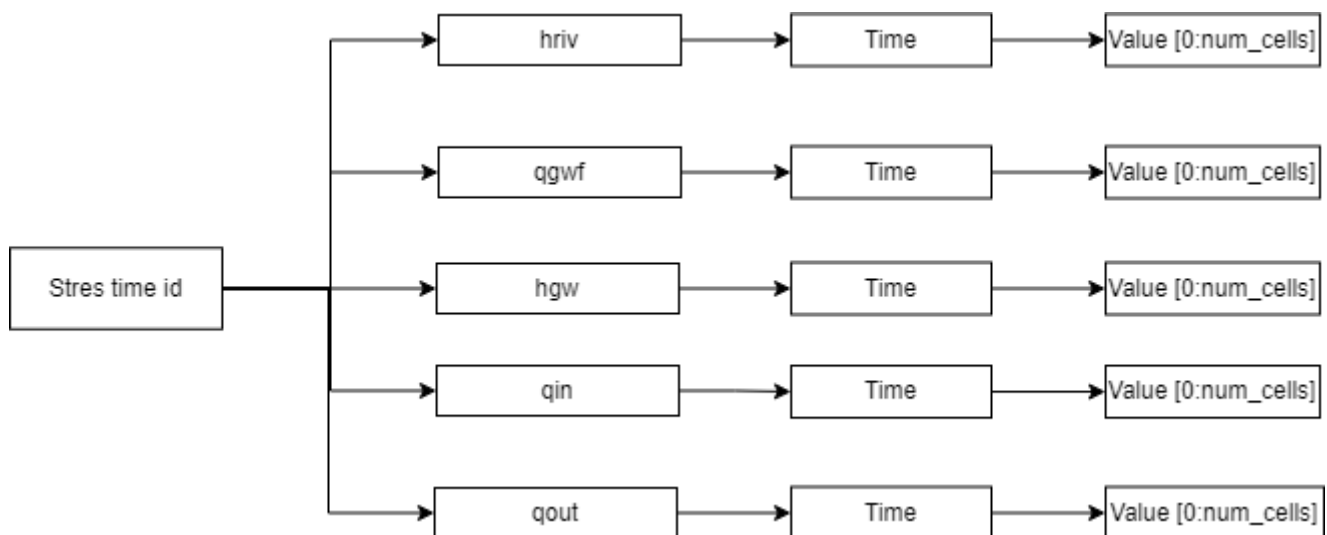 hriv Time Value [0:num_cells]
qgwf Time Value [0:num_cells]
Stres time id hgw Time Value [0:num_cells]
qin Time Value [0:num_cells]
qout Time Value [0:num_cells]